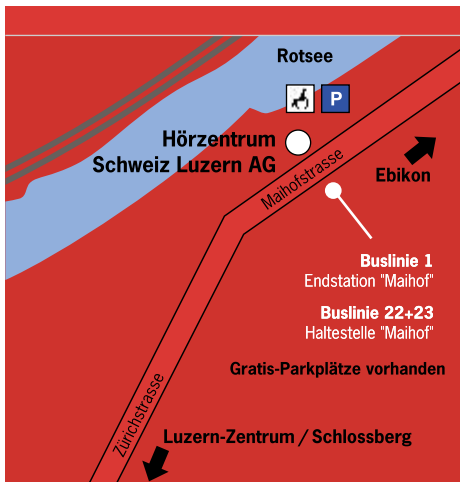 Rotsee
P
Hörzentrum
Schweiz Luzern AG
Maihofstrasse
Ebikon
Buslinie 1
Endstation "Maihof"
Buslinie 22+23
Haltestelle "Maihof"
Gratis-Parkplätze vorhanden
Zürichstrasse
Luzern-Zentrum / Schlossberg